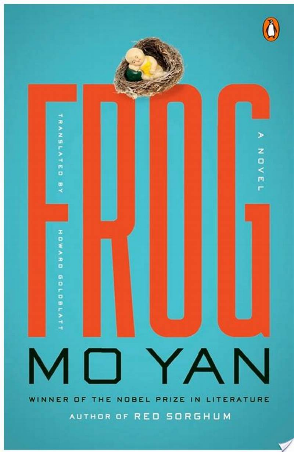 FROG
TRANSLATED BY HOWARD GOLDBLATT
A NOVEL
MO YAN
WINNER OF THE NOBEL PRIZE IN LITERATURE
AUTHOR OF RED SORGHUM